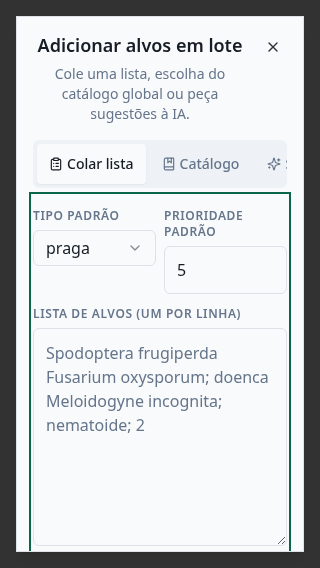 Adicionar alvos em lote
Cole uma lista, escolha do
catálogo global ou peça
sugestões à IA.
Colar lista
Catálogo
TIPO PADRÃO
PRIORIDADE
PADRÃO
praga
5
LISTA DE ALVOS (UM POR LINHA)
Spodoptera frugiperda
Fusarium oxysporum; doenca
Meloidogyne incognita;
nematoide; 2